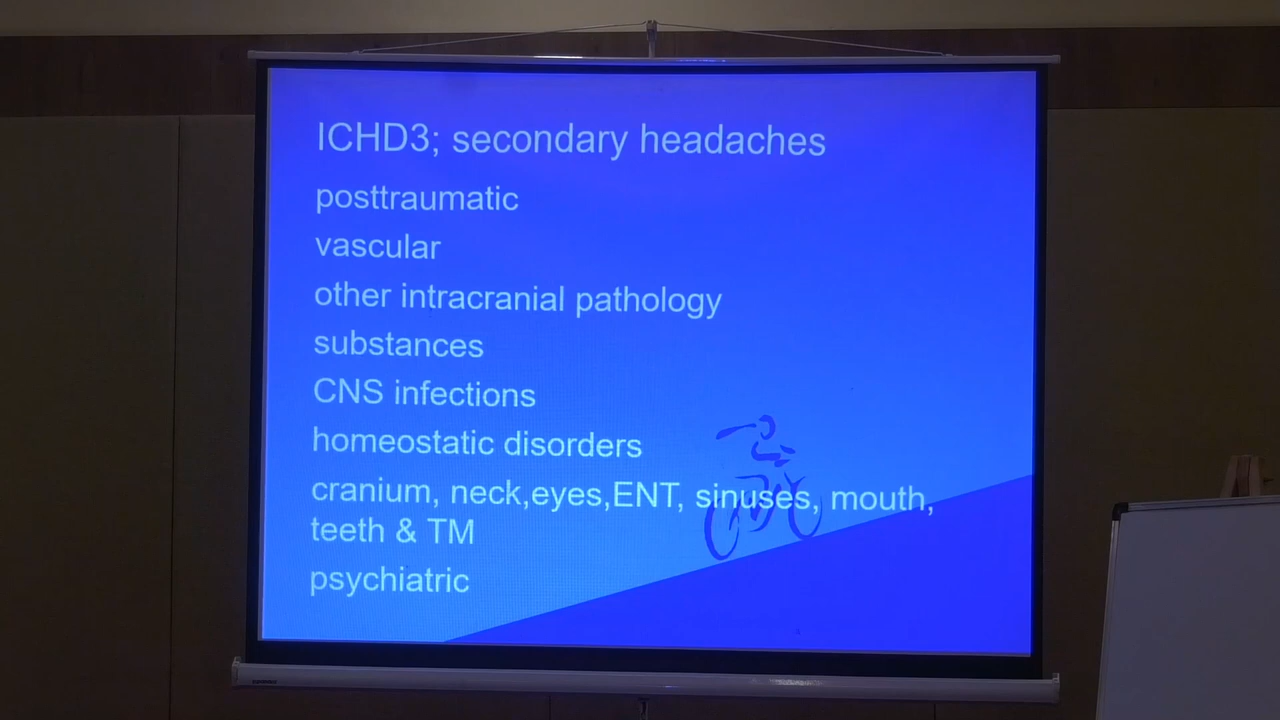 ICHD3; secondary headaches
posttraumatic
vascular
other intracranial pathology
substances
CNS infections
homeostatic disorders
cranium, neck,eyes,ENT, sinuses, mouth,
teeth & TM
psychiatric